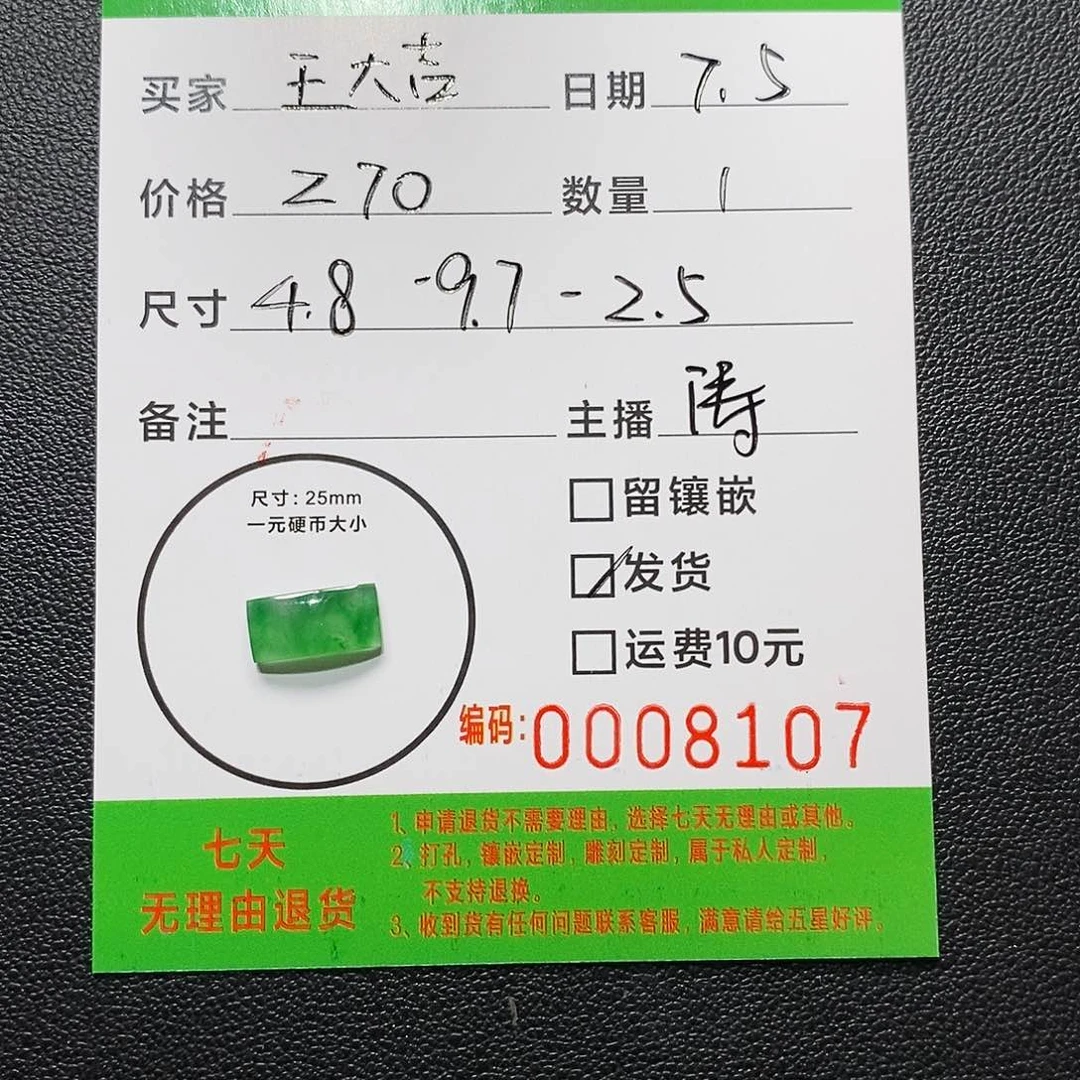 买家 王大吉 日期 7.5
价格 270 数量 1
尺寸 4.8 -9.7 -2.5
备注 主播 涛
尺寸：25mm
一元硬币大小
留镶嵌
发货
运费10元
编码：0008107
七天
无理由退货
1、申请退货不需要理由，选择七天无理由或其他。
2、打孔，镶嵌定制，雕刻定制，属于私人定制，
不支持退换。
3、收到货有任何问题联系客服，满意请给五星好评。